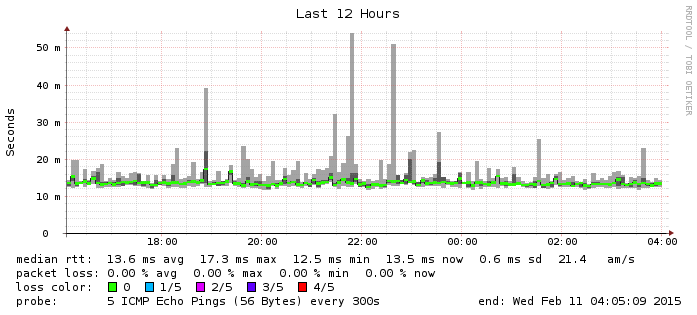 Last 12 Hours
RRDTOOL / TOBI OETIKER
Seconds
50 m
40 m
30 m
20 m
10 m
0
18:00 20:00 22:00 00:00 02:00 04:00
median rtt: 13.6 ms avg 17.3 ms max 12.5 ms min 13.5 ms now 0.6 ms sd 21.4 am/s
packet loss: 0.00 % avg 0.00 % max 0.00 % min 0.00 % now
loss color: 0 1/5 2/5 3/5 4/5
probe: 5 ICMP Echo Pings (56 Bytes) every 300s end: Wed Feb 11 04:05:09 2015